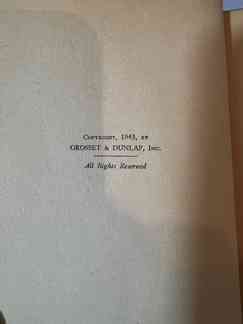 Copyright, 1943, by
GROSSET & DUNLAP, Inc.
All Rights Reserved